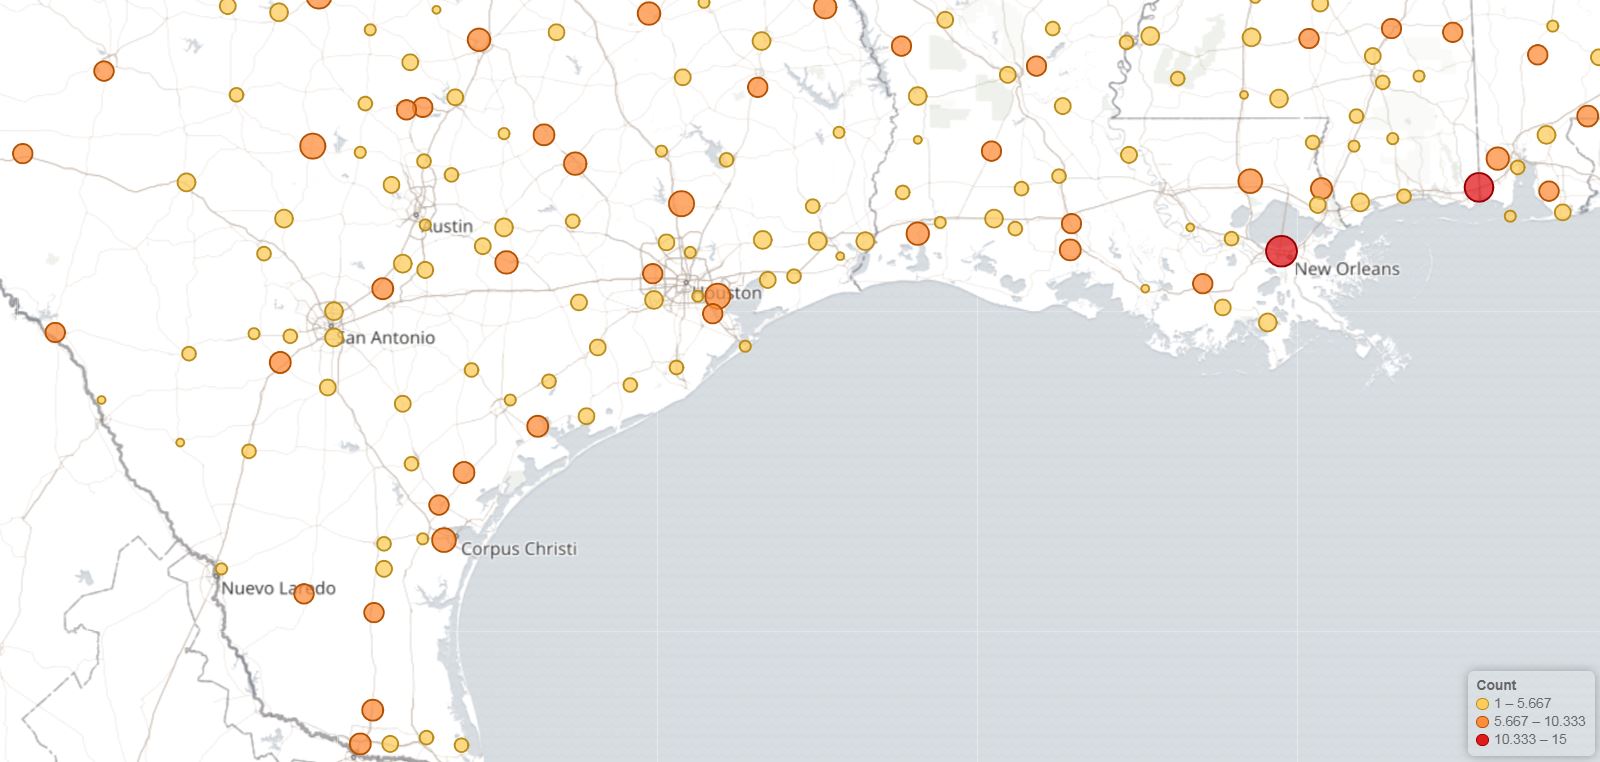 Austin
New Orleans
Houston
San Antonio
Corpus Christi
Nuevo Laredo
Count
1 – 5.667
5.667 – 10.333
10.333 – 15